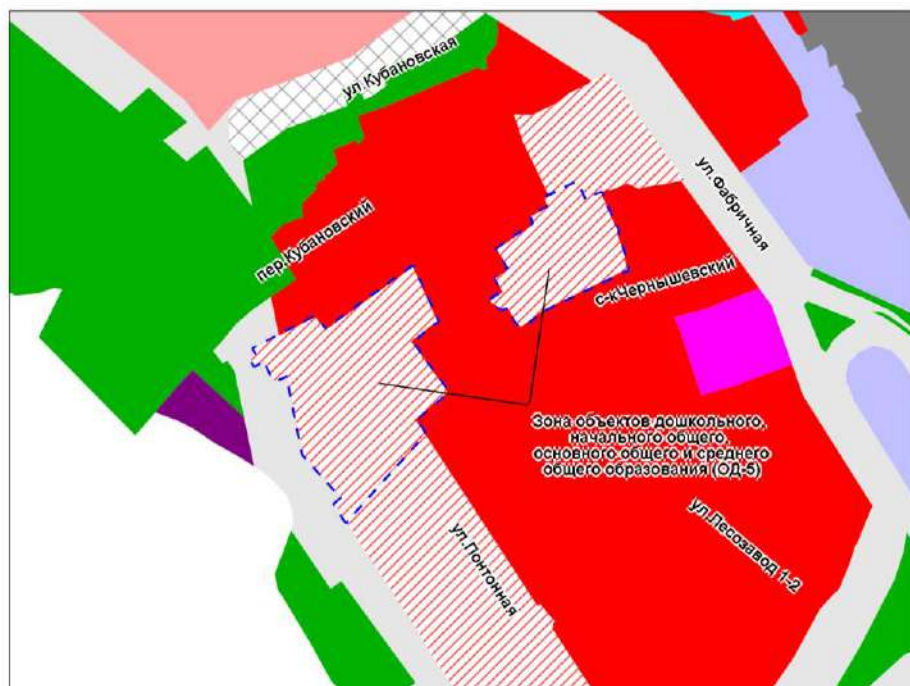 ул.Кубановская
ул.Фабричная
пер.Кубановский
с-кЧернышевский
Зона объектов дошкольного,
начального общего,
основного общего и среднего
общего образования (ОД-5)
ул.Лесозавод 1-2
ул.Понтонная